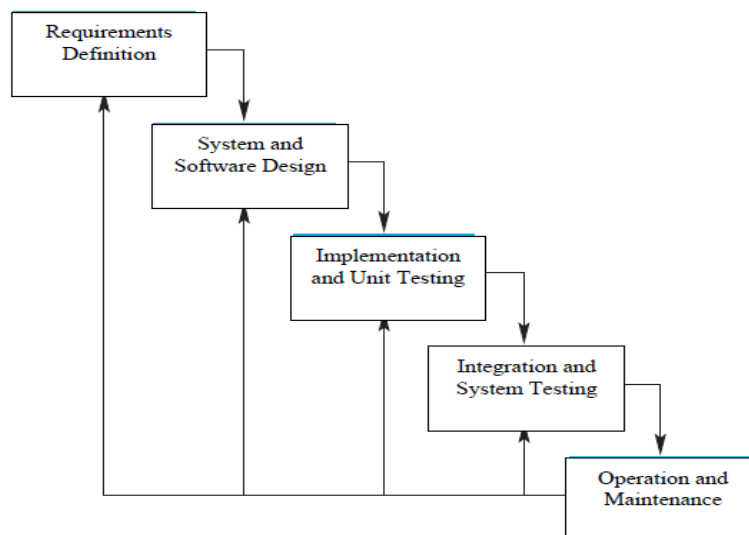 Requirements
Definition
System and
Software Design
Implementation
and Unit Testing
Integration and
System Testing
Operation and
Maintenance